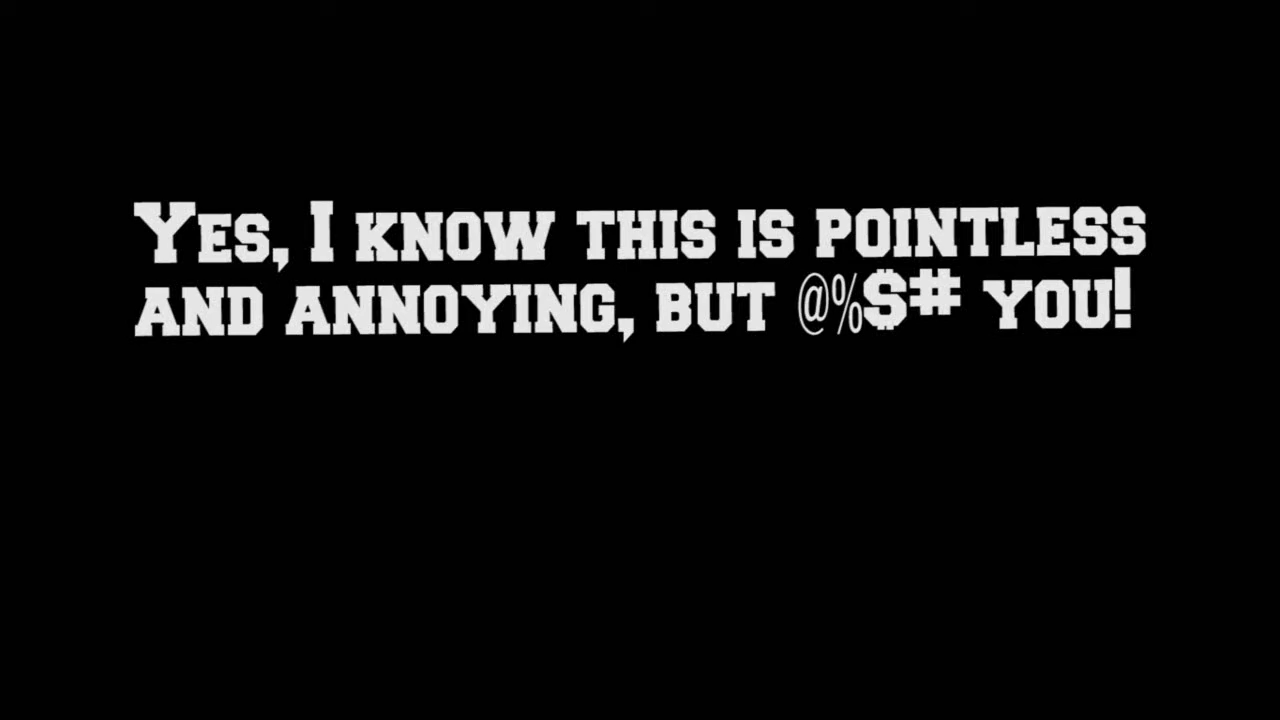 Yes, I know this is pointless
and annoying, but @%$# you!